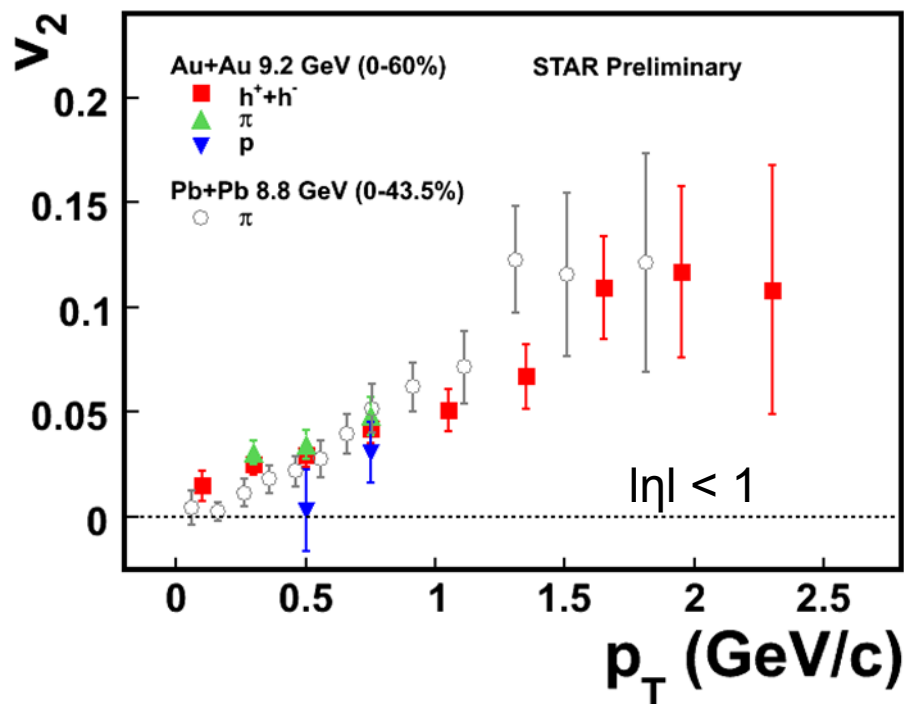 v2
Au+Au 9.2 GeV (0-60%)
STAR Preliminary
h⁺+h⁻
π
p
Pb+Pb 8.8 GeV (0-43.5%)
π
0.2
0.15
0.1
0.05
0
|η| < 1
0 0.5 1 1.5 2 2.5
pT (GeV/c)